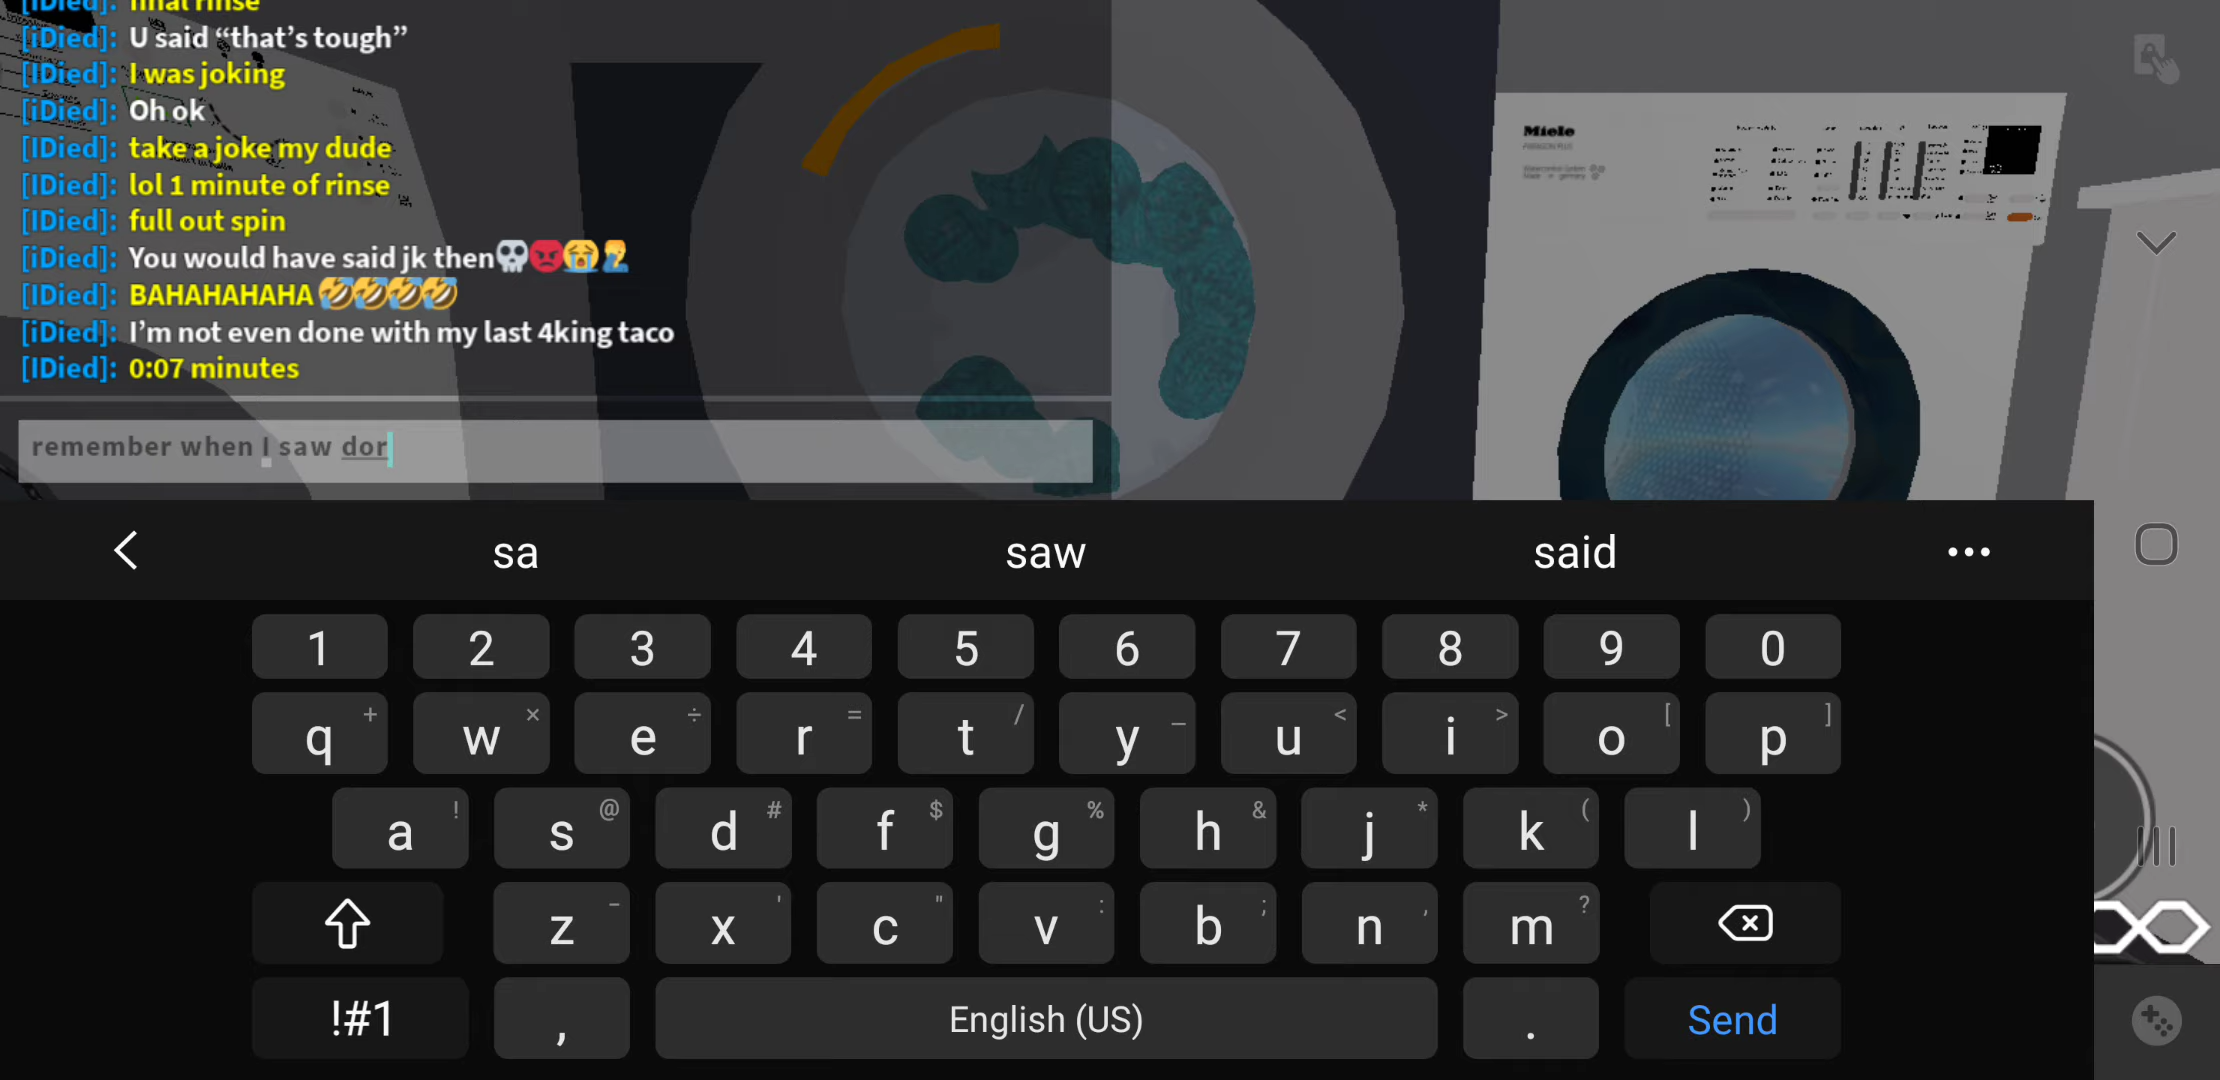 [IDied]: final rinse
[iDied]: U said “that’s tough”
[IDied]: I was joking
[iDied]: Oh ok
[IDied]: take a joke my dude
[IDied]: lol 1 minute of rinse
[IDied]: full out spin
[iDied]: You would have said jk then💀😡😭🤦
[IDied]: BAHAHAHAHA 🤣🤣🤣🤣
[iDied]: I’m not even done with my last 4king taco
[IDied]: 0:07 minutes
remember when I saw dor
Miele
sa saw said
1 2 3 4 5 6 7 8 9 0
q + w × e ÷ r = t / y _ u < i > o [ p ]
a ! s @ d # f $ g % h & j * k ( l )
z - x ' c " v : b ; n , m ?
!#1 , English (US) . Send